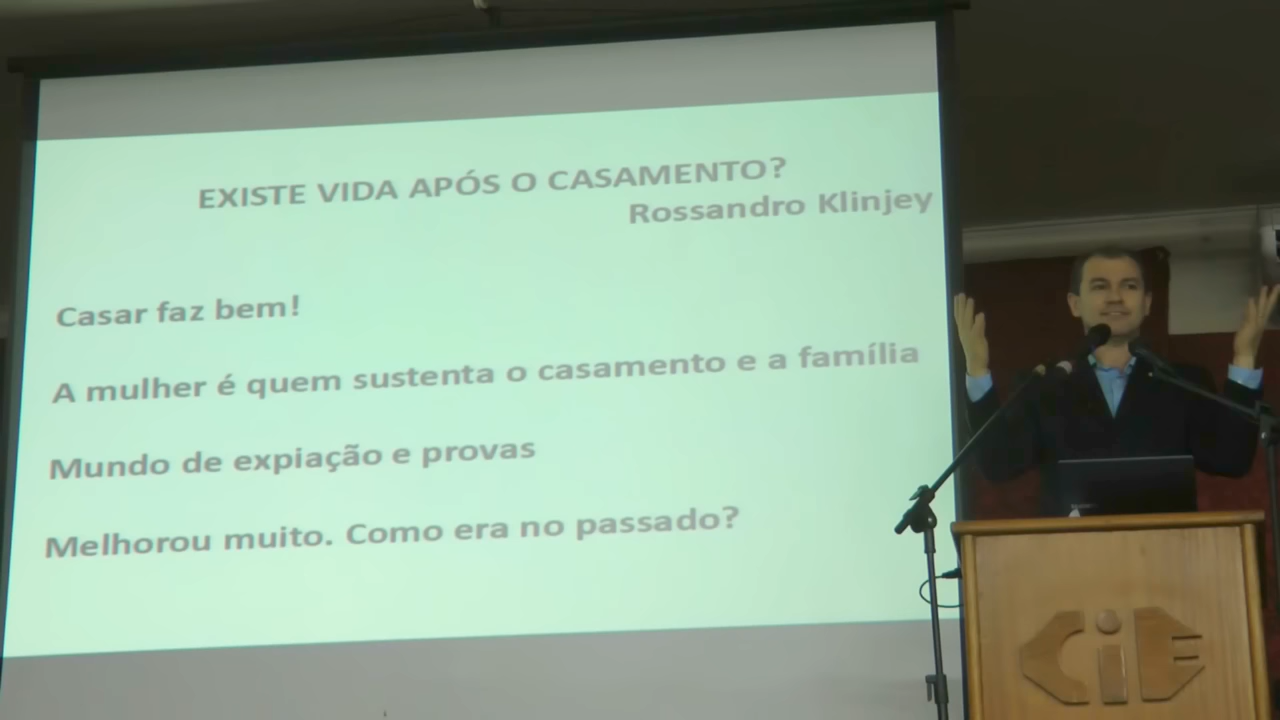 EXISTE VIDA APÓS O CASAMENTO?
Rossandro Klinjey
Casar faz bem!
A mulher é quem sustenta o casamento e a família
Mundo de expiação e provas
Melhorou muito. Como era no passado?
CIE